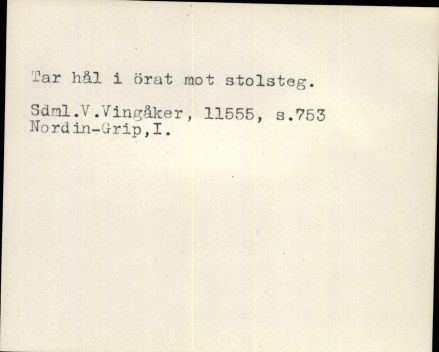 Tar hål i örat mot stolsteg.
Sdml.V.Vingåker, 11555, s.753
Nordin-Grip,I.